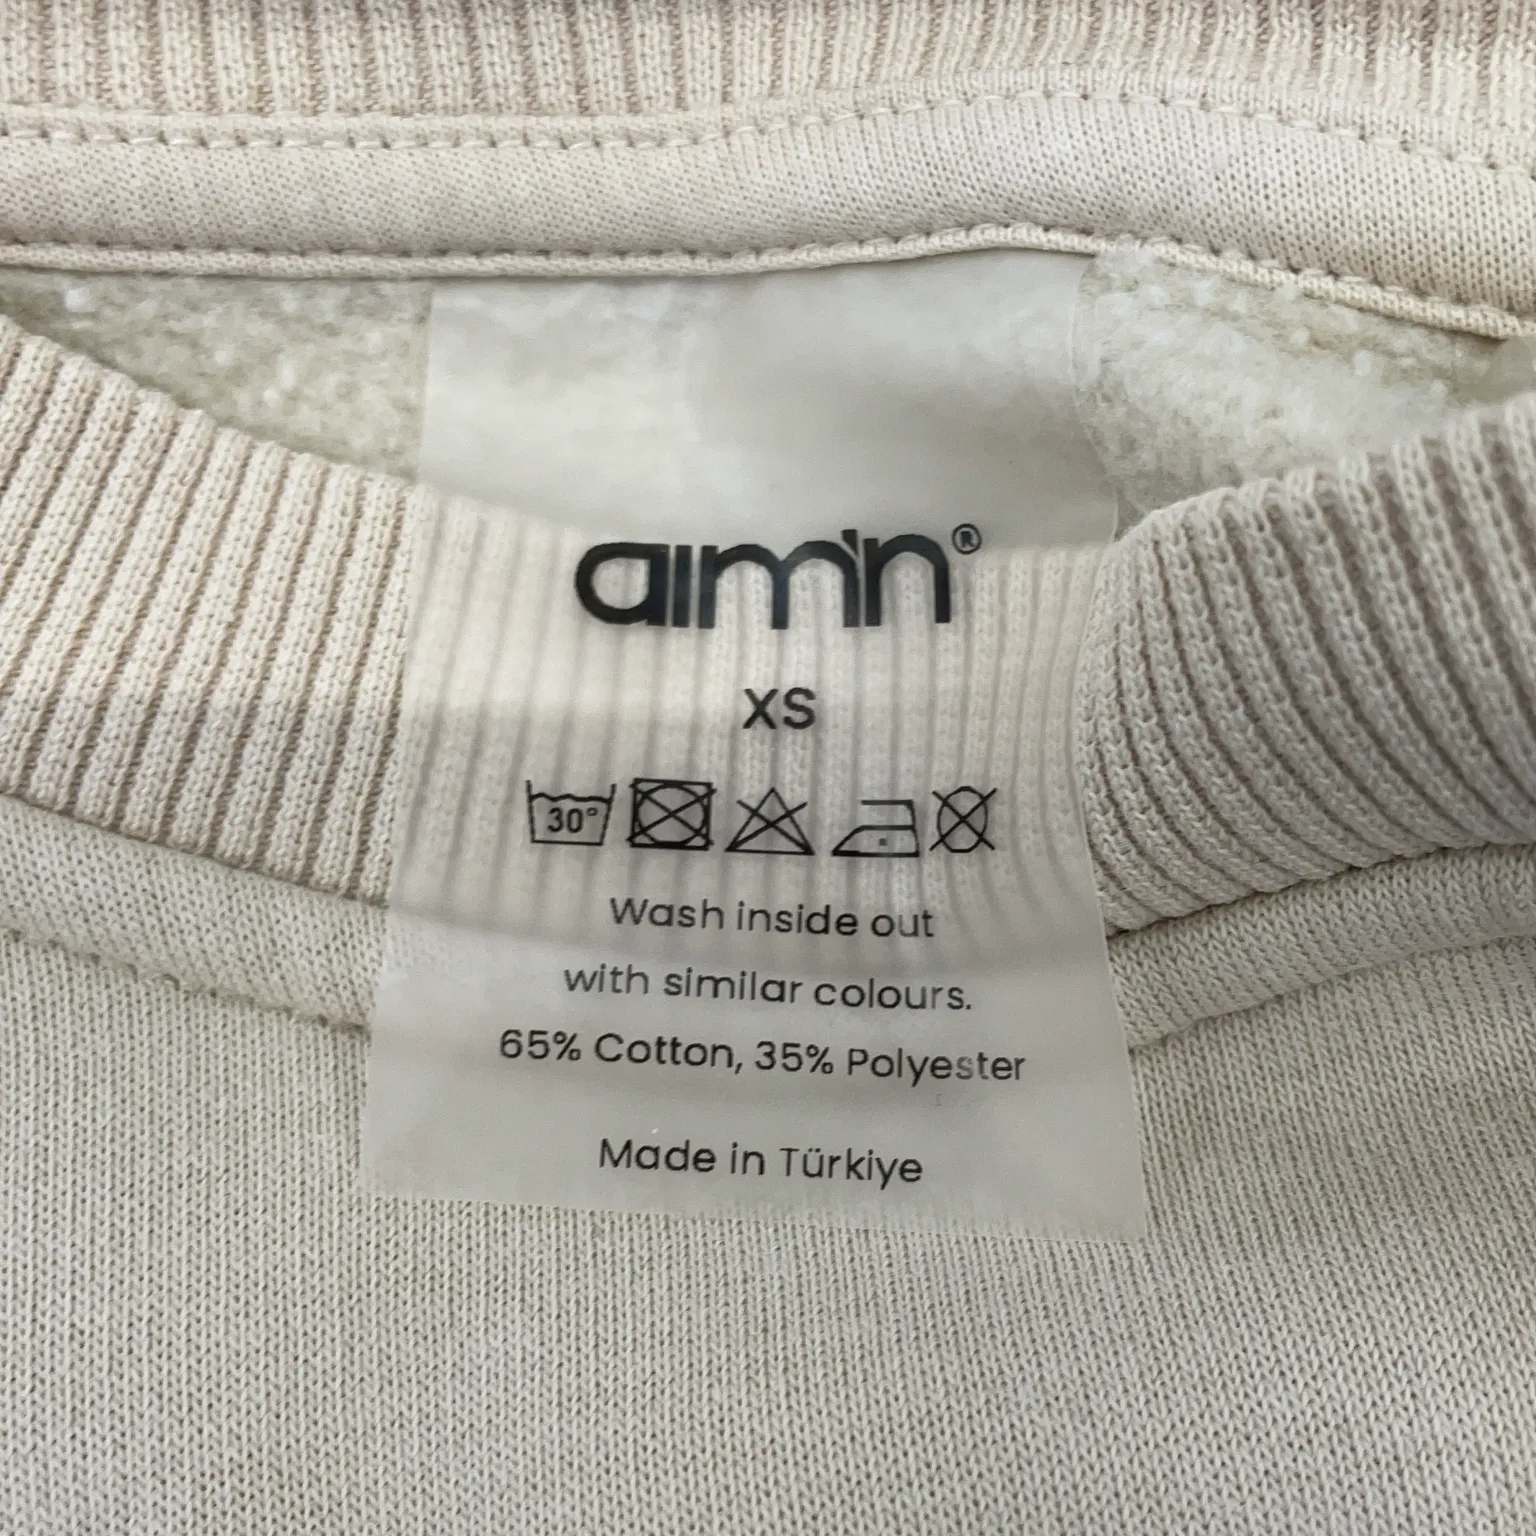 aim'n®
XS
30°
Wash inside out
with similar colours.
65% Cotton, 35% Polyester
Made in Türkiye